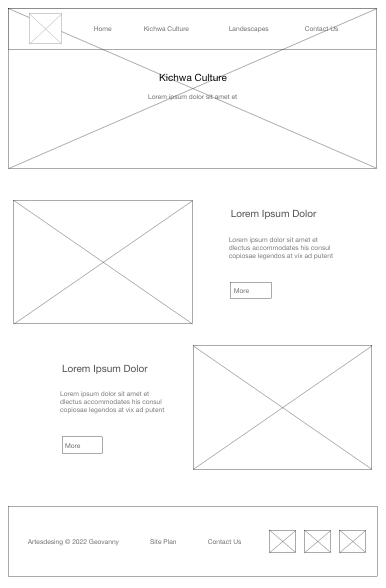 Home Kichwa Culture Landscapes Contact Us
Kichwa Culture
Lorem ipsum dolor sit amet et
Lorem Ipsum Dolor
Lorem ipsum dolor sit amet et
dlectus accommodates his consul
copiosae legendos at vix ad putent
More
Lorem Ipsum Dolor
Lorem ipsum dolor sit amet et
dlectus accommodates his consul
copiosae legendos at vix ad putent
More
Artesdesing © 2022 Geovanny Site Plan Contact Us